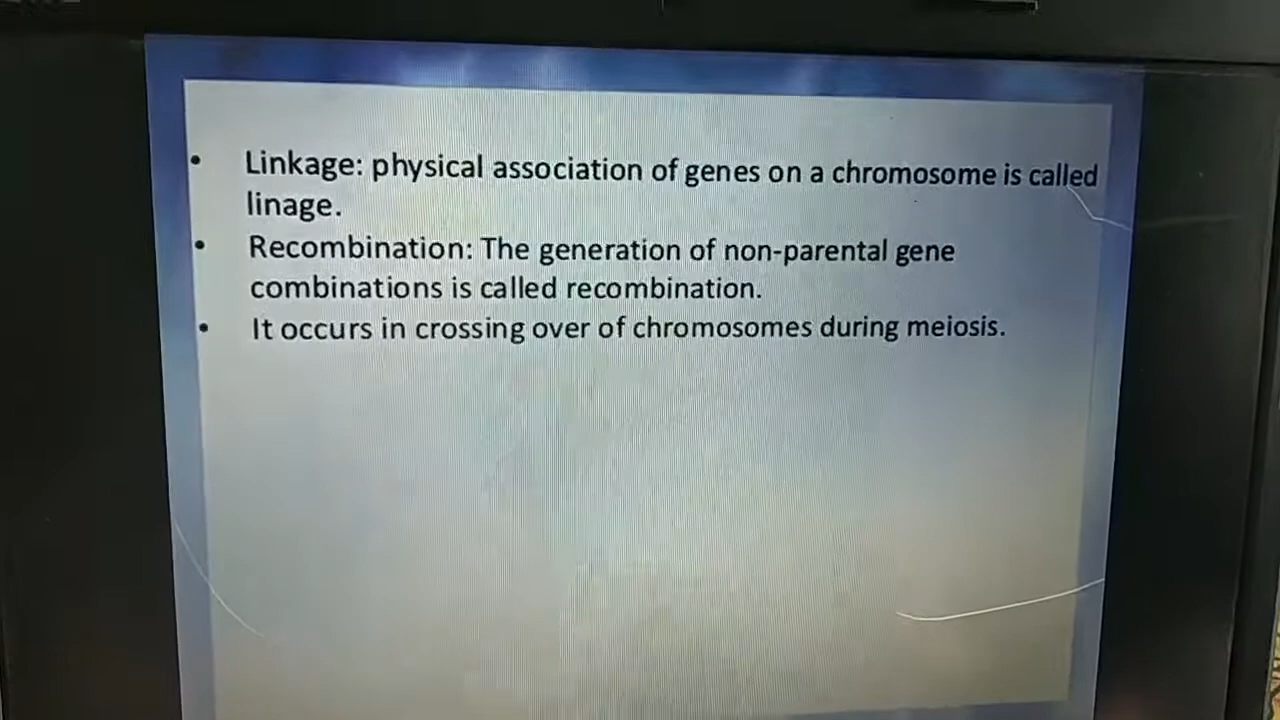 • Linkage: physical association of genes on a chromosome is called
linage.
• Recombination: The generation of non-parental gene
combinations is called recombination.
• It occurs in crossing over of chromosomes during meiosis.